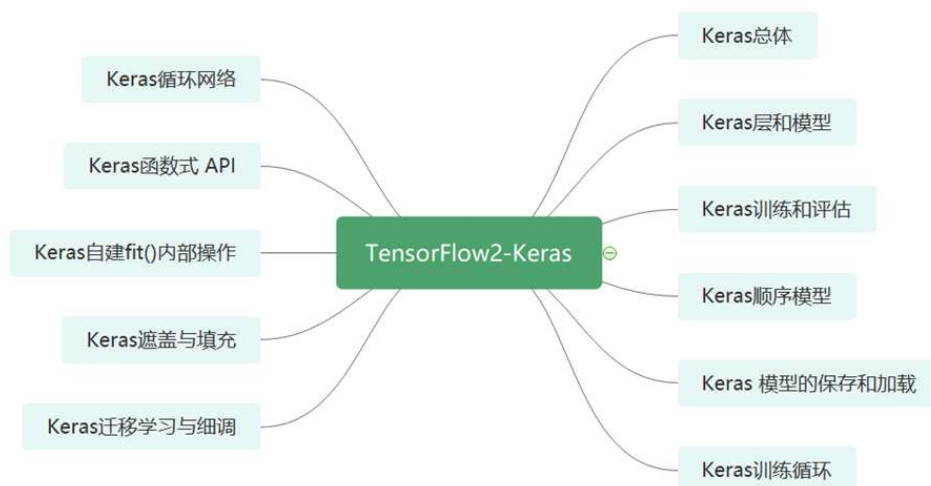 Keras总体
Keras循环网络
Keras层和模型
Keras函数式 API
Keras训练和评估
Keras自建fit()内部操作
TensorFlow2-Keras
Keras顺序模型
Keras遮盖与填充
Keras 模型的保存和加载
Keras迁移学习与细调
Keras训练循环